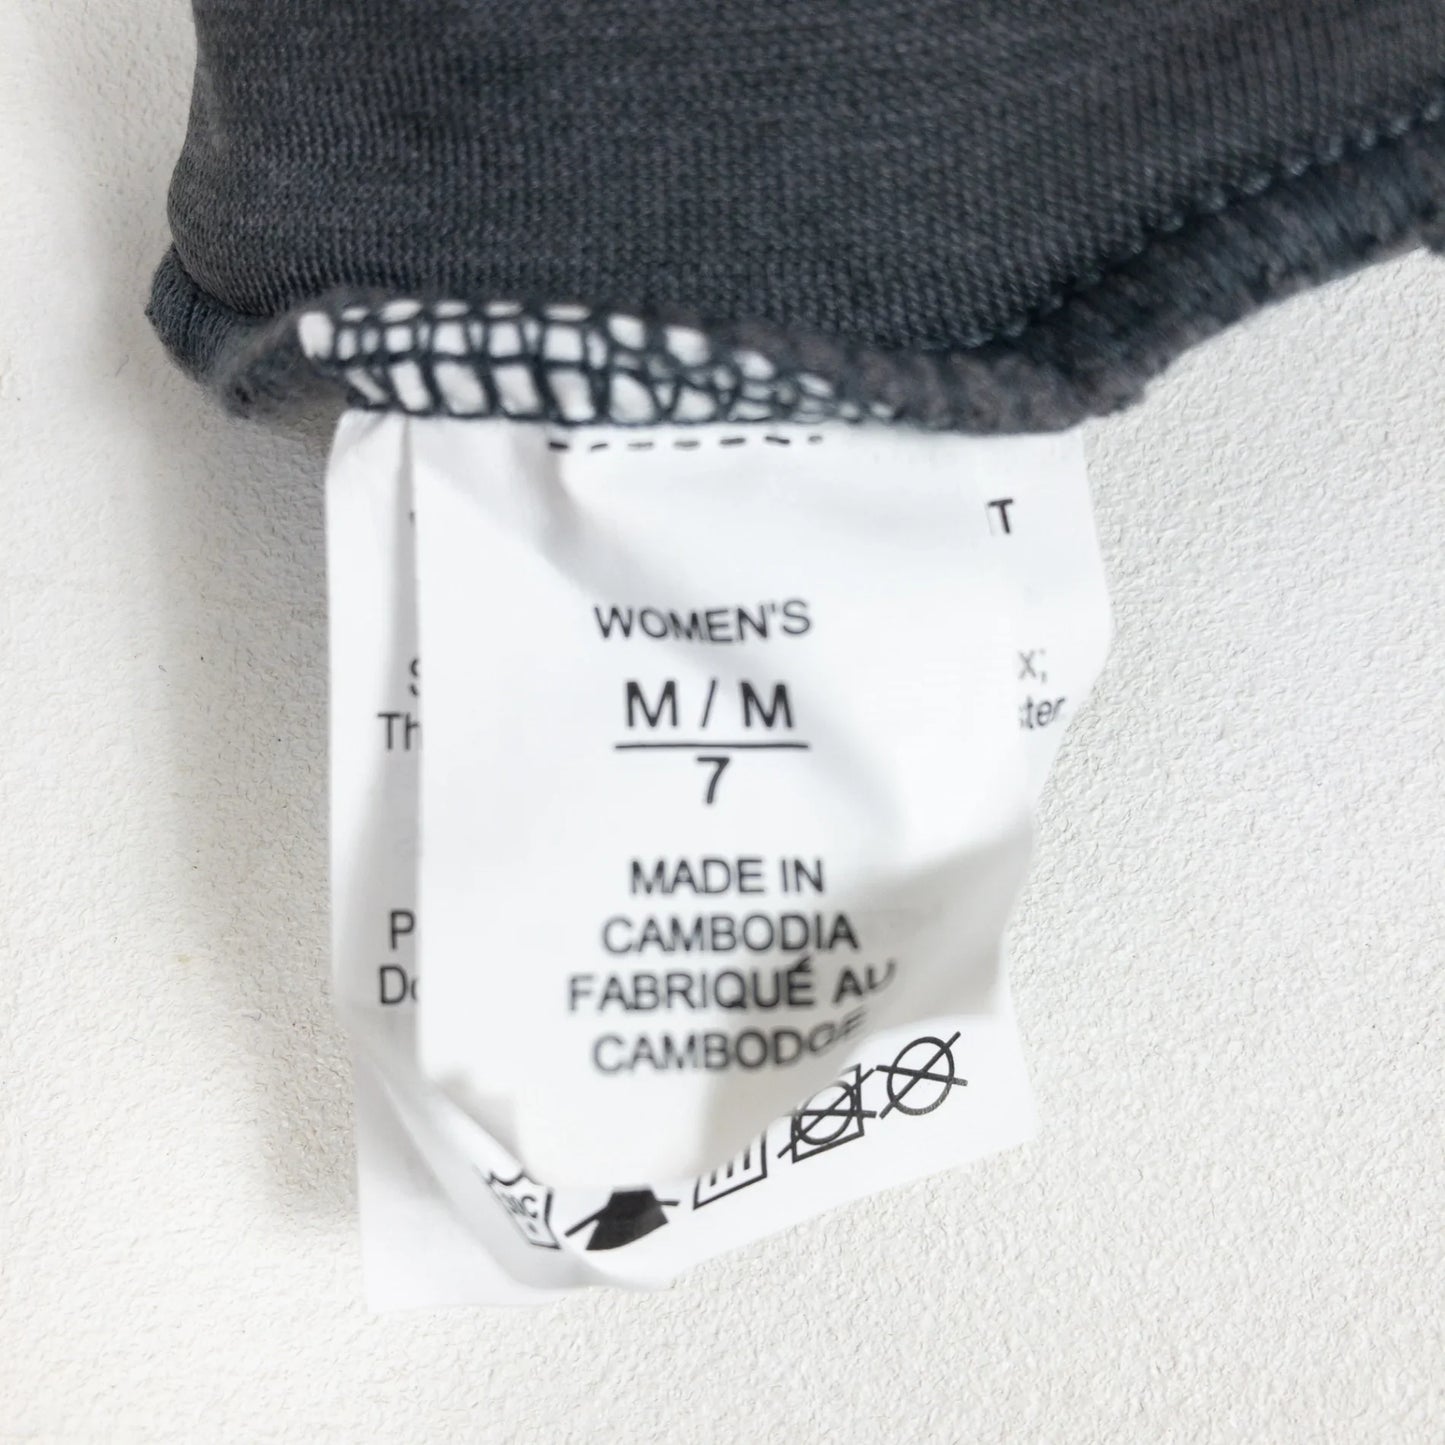 WOMEN'S
M / M
7
MADE IN
CAMBODIA
FABRIQUÉ AU
CAMBODGE